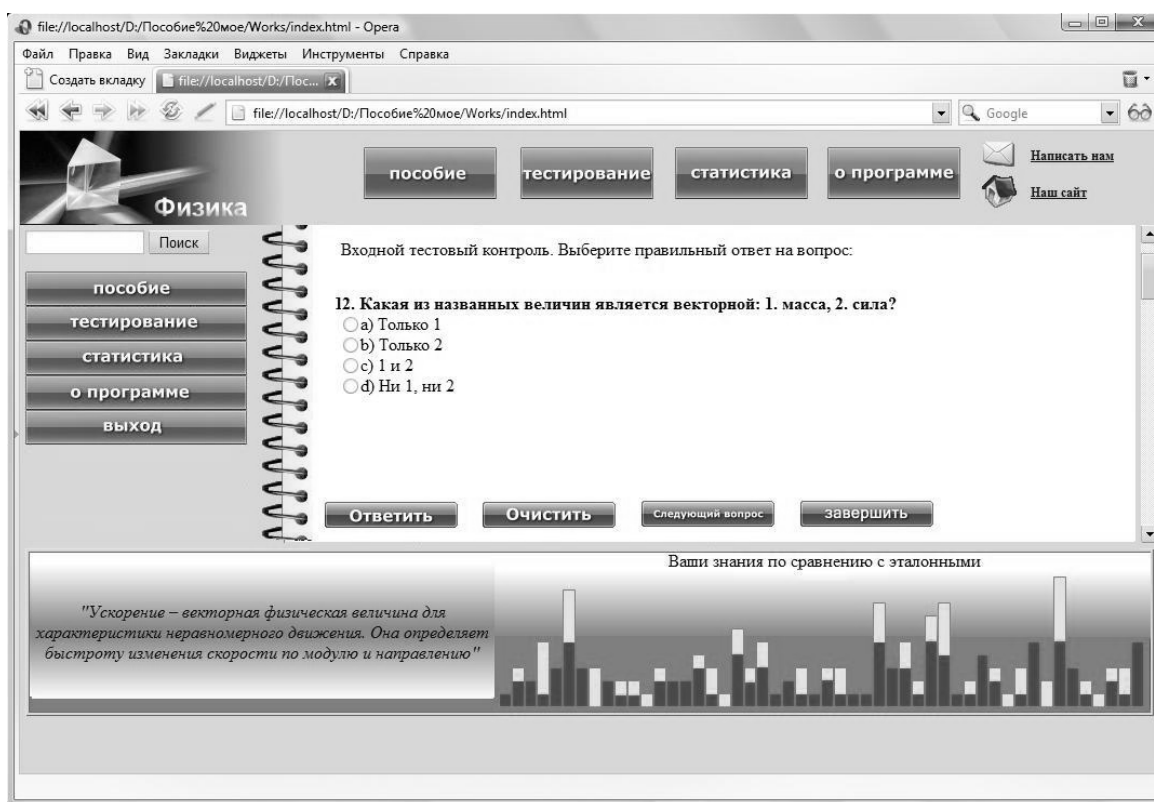 file://localhost/D:/Пособие%20мое/Works/index.html - Opera
Файл Правка Вид Закладки Виджеты Инструменты Справка
Создать вкладку file://localhost/D:/Пос...
file://localhost/D:/Пособие%20мое/Works/index.html Google
Физика
пособие тестирование статистика о программе Написать нам
Наш сайт
Поиск
пособие
тестирование
статистика
о программе
выход
Входной тестовый контроль. Выберите правильный ответ на вопрос:
12. Какая из названных величин является векторной: 1. масса, 2. сила?
a) Только 1
b) Только 2
c) 1 и 2
d) Ни 1, ни 2
Ответить Очистить Следующий вопрос завершить
"Ускорение – векторная физическая величина для
характеристики неравномерного движения. Она определяет
быстроту изменения скорости по модулю и направлению"
Ваши знания по сравнению с эталонными